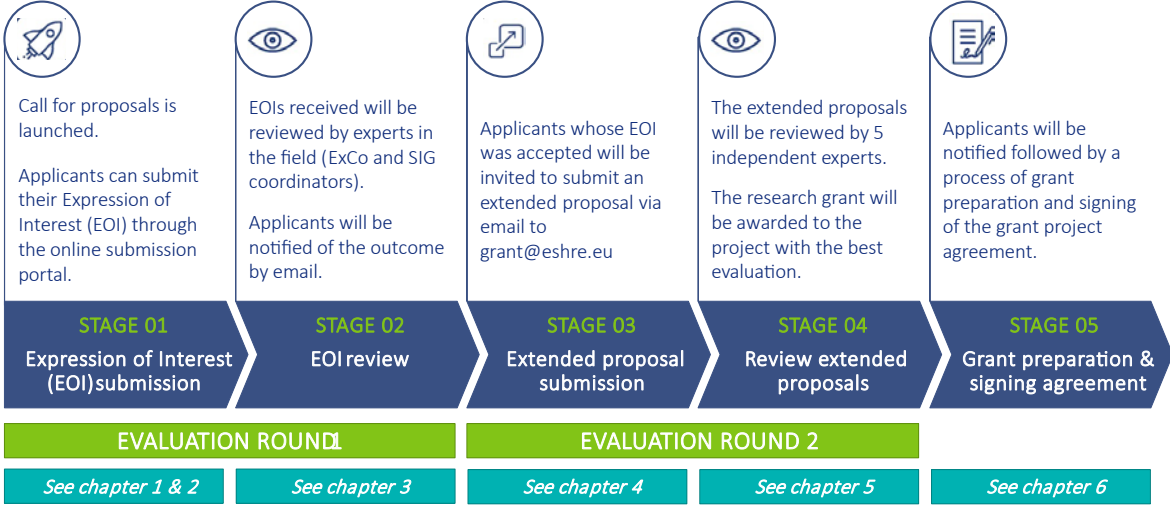 Call for proposals is
launched.
Applicants can submit
their Expression of
Interest (EOI) through
the online submission
portal.
EOIs received will be
reviewed by experts in
the field (ExCo and SIG
coordinators).
Applicants will be
notified of the outcome
by email.
Applicants whose EOI
was accepted will be
invited to submit an
extended proposal via
email to
grant@eshre.eu
The extended proposals
will be reviewed by 5
independent experts.
The research grant will
be awarded to the
project with the best
evaluation.
Applicants will be
notified followed by a
process of grant
preparation and signing
of the grant project
agreement.
STAGE 01
Expression of Interest
(EOI) submission
STAGE 02
EOI review
STAGE 03
Extended proposal
submission
STAGE 04
Review extended
proposals
STAGE 05
Grant preparation &
signing agreement
EVALUATION ROUND 1
EVALUATION ROUND 2
See chapter 1 & 2
See chapter 3
See chapter 4
See chapter 5
See chapter 6